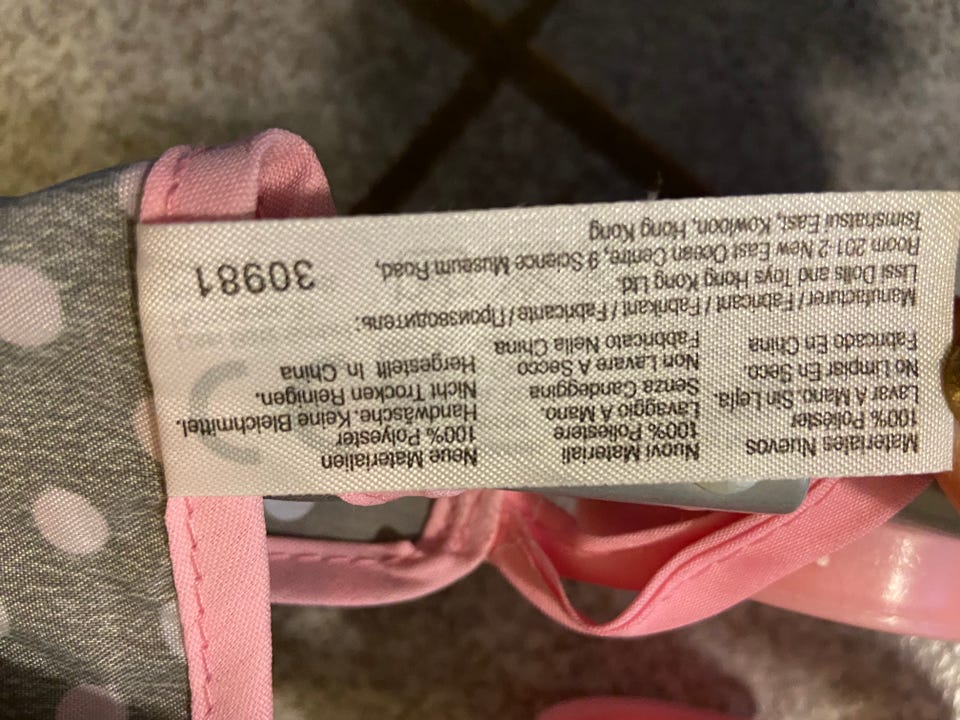 Materiales Nuevos
100% Poliéster
Lavar A Mano. Sin Lejía.
No Limpiar En Seco.
Fabricado En China
Nuovi Materiali
100% Poliestere
Lavaggio A Mano.
Senza Candeggina
Non Lavare A Secco
Fabbricato Nella China
Neue Materialien
100% Polyester
Handwäsche. Keine Bleichmittel.
Nicht Trocken Reinigen.
Hergestellt In China
Manufacturer / Fabricant / Fabrikant / Fabricante / Производитель:
Lissi Dolls and Toys Hong Kong Ltd.
Room 2012 New East Ocean Centre, 9 Science Museum Road,
Tsimshatsui East, Kowloon, Hong Kong
30981